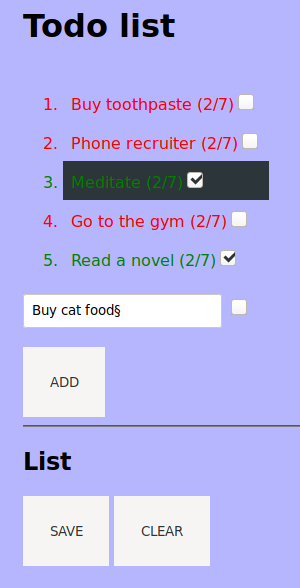 Todo list
1. Buy toothpaste (2/7)
2. Phone recruiter (2/7)
3. Meditate (2/7)
4. Go to the gym (2/7)
5. Read a novel (2/7)
Buy cat food§
ADD
List
SAVE CLEAR